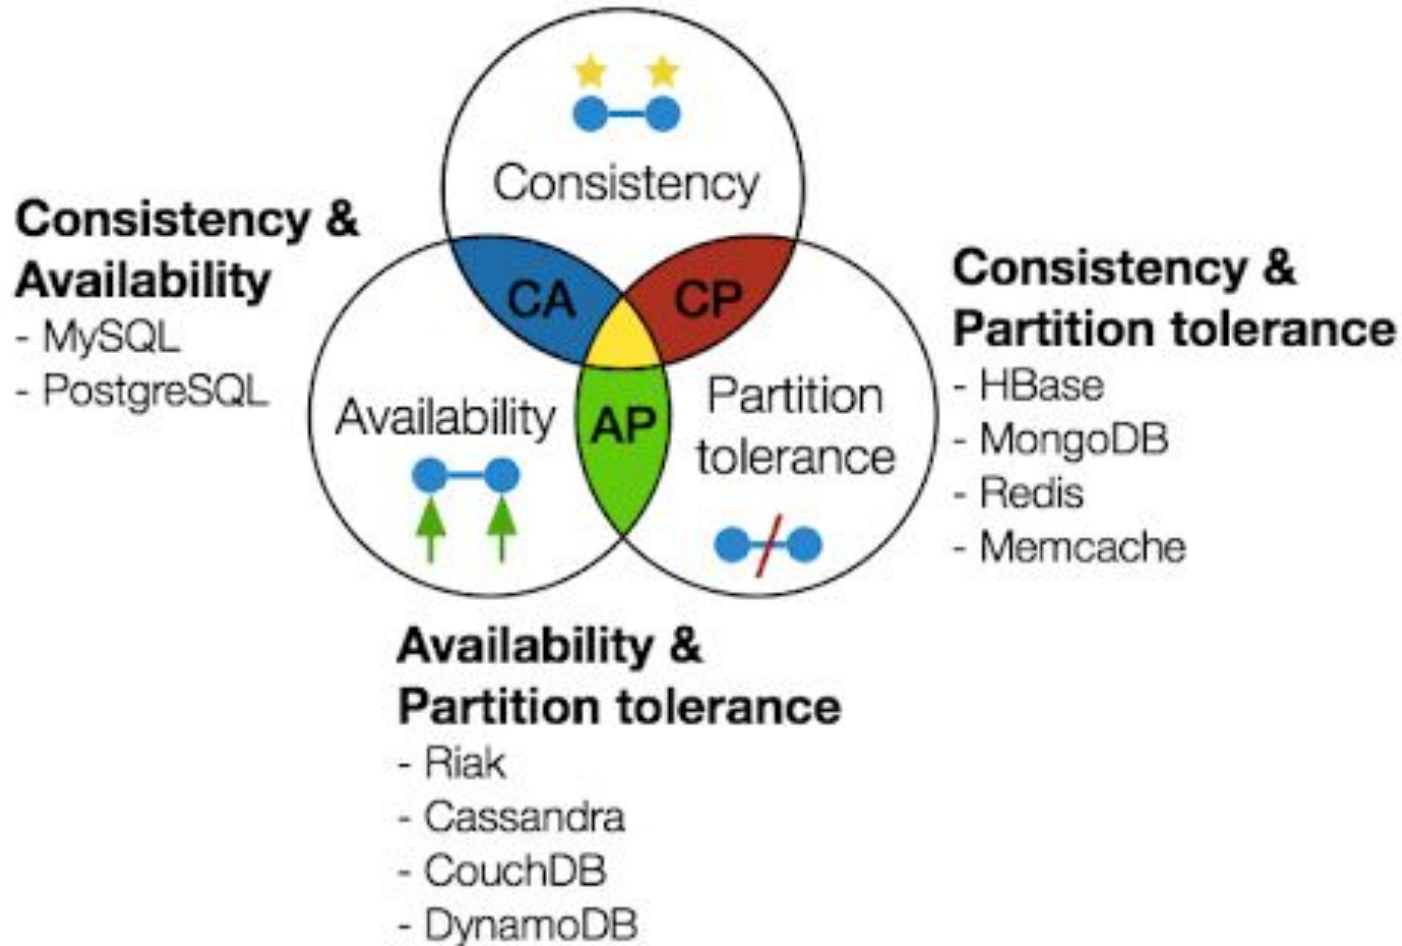 Consistency
Consistency &
Availability
- MySQL
- PostgreSQL
CA
CP
Consistency &
Partition tolerance
- HBase
- MongoDB
- Redis
- Memcache
Availability
AP
Partition
tolerance
Availability &
Partition tolerance
- Riak
- Cassandra
- CouchDB
- DynamoDB